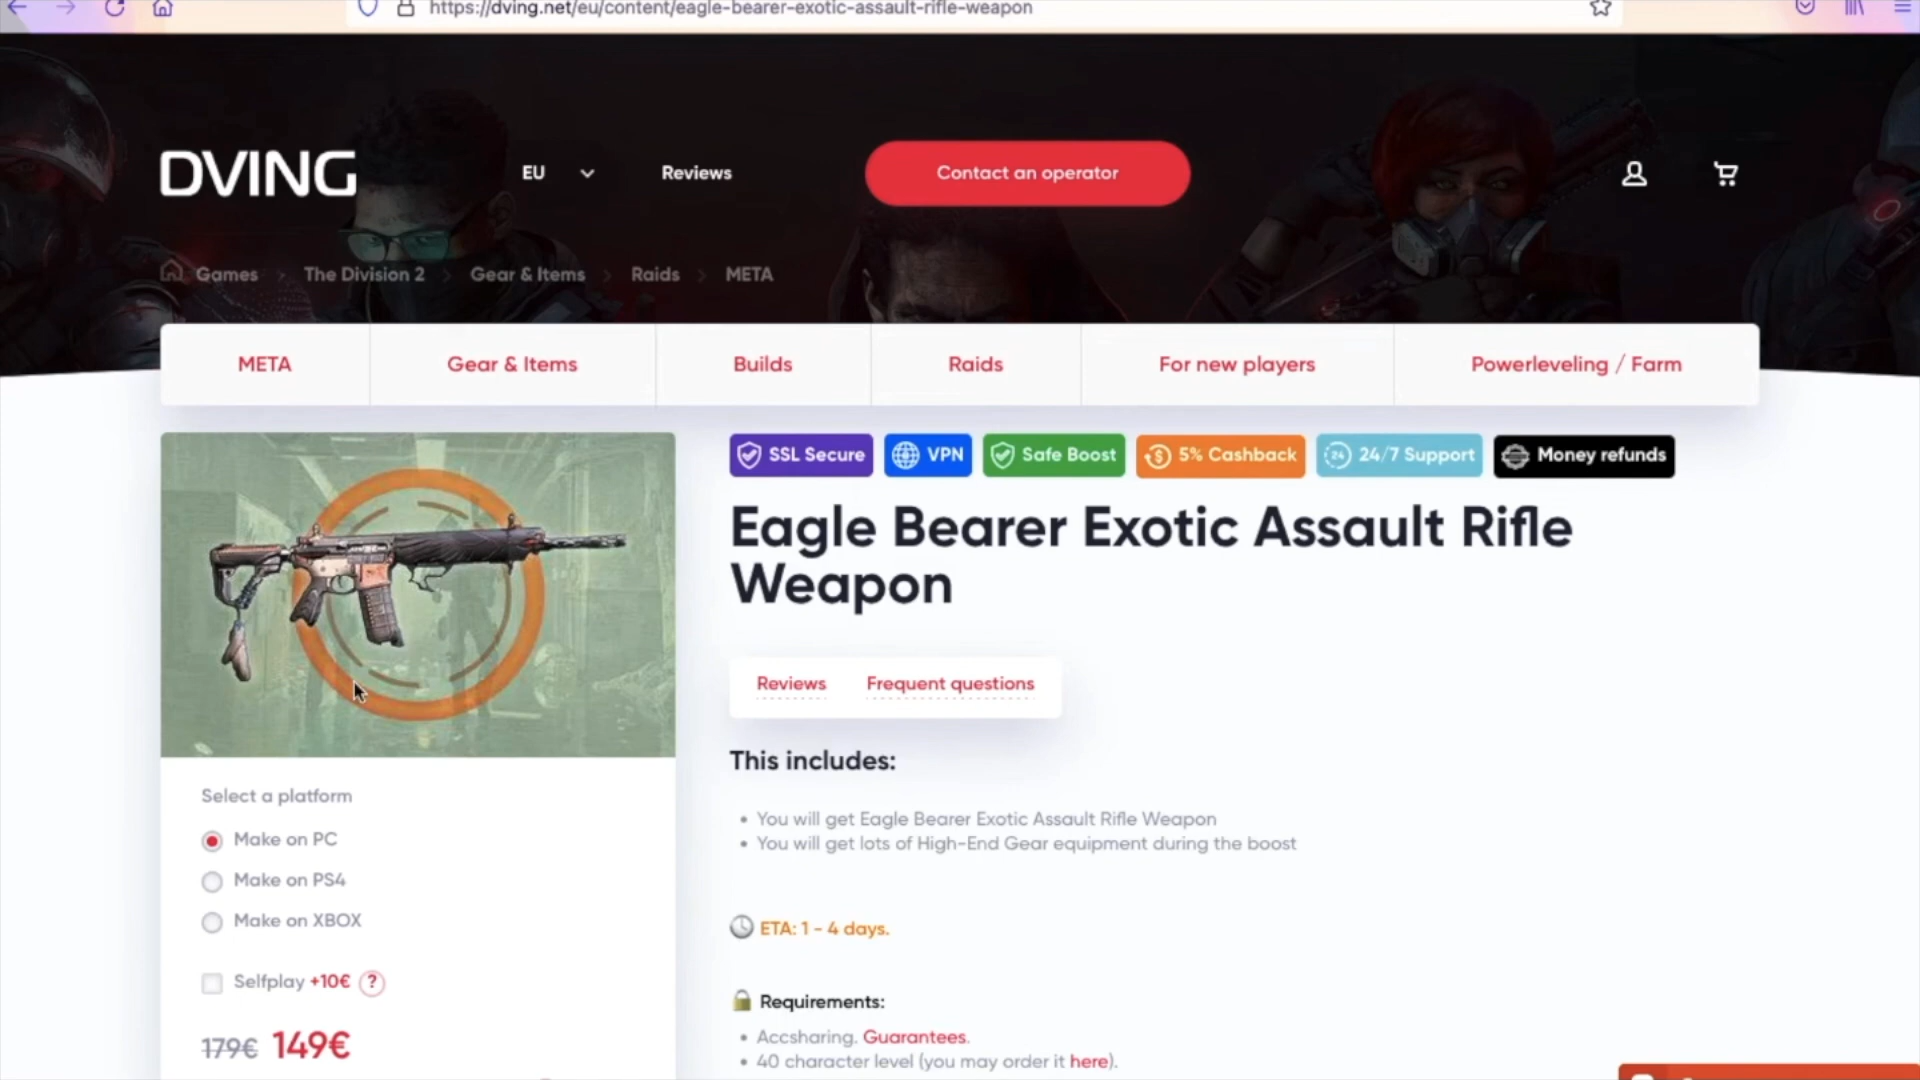 https://dving.net/eu/content/eagle-bearer-exotic-assault-rifle-weapon
DVING
EU
Reviews
Contact an operator
Games
The Division 2
Gear & Items
Raids
META
META
Gear & Items
Builds
Raids
For new players
Powerleveling / Farm
SSL Secure
VPN
Safe Boost
5% Cashback
24/7 Support
Money refunds
Eagle Bearer Exotic Assault Rifle
Weapon
Reviews
Frequent questions
This includes:
• You will get Eagle Bearer Exotic Assault Rifle Weapon
• You will get lots of High-End Gear equipment during the boost
ETA: 1 - 4 days.
Requirements:
• Accsharing. Guarantees.
• 40 character level (you may order it here).
Select a platform
Make on PC
Make on PS4
Make on XBOX
Selfplay +10€ ?
179€ 149€